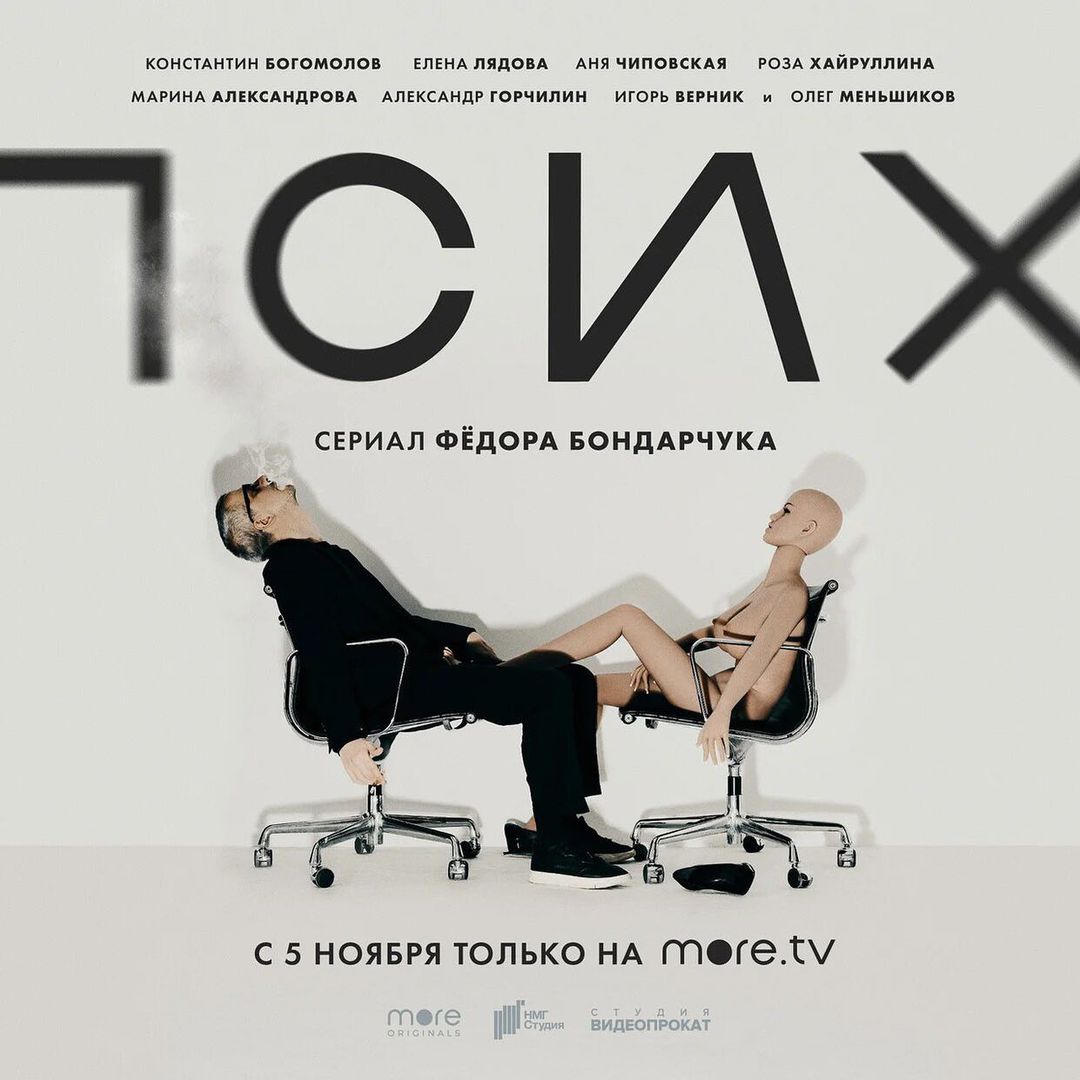 КОНСТАНТИН БОГОМОЛОВ ЕЛЕНА ЛЯДОВА АНЯ ЧИПОВСКАЯ РОЗА ХАЙРУЛЛИНА
МАРИНА АЛЕКСАНДРОВА АЛЕКСАНДР ГОРЧИЛИН ИГОРЬ ВЕРНИК и ОЛЕГ МЕНЬШИКОВ
ПСИХ
СЕРИАЛ ФЁДОРА БОНДАРЧУКА
С 5 НОЯБРЯ ТОЛЬКО НА more.tv
more
ORIGINALS
НМГ
Студия
СТУДИЯ
ВИДЕОПРОКАТ